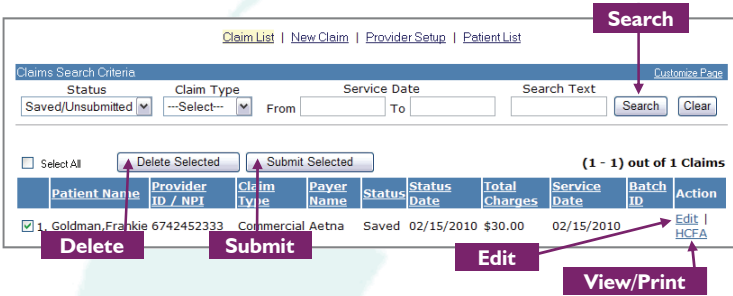 Search
Claim List | New Claim | Provider Setup | Patient List
Claims Search Criteria Customize Page
Status Claim Type Service Date Search Text
Saved/Unsubmitted ---Select--- From To Search Clear
Select All Delete Selected Submit Selected (1 - 1) out of 1 Claims
Patient Name Provider ID / NPI Claim Type Payer Name Status Status Date Total Charges Service Date Batch ID Action
1. Goldman,Frankie 6742452333 Commercial Aetna Saved 02/15/2010 $30.00 02/15/2010 Edit |
HCFA
Delete Submit Edit
View/Print